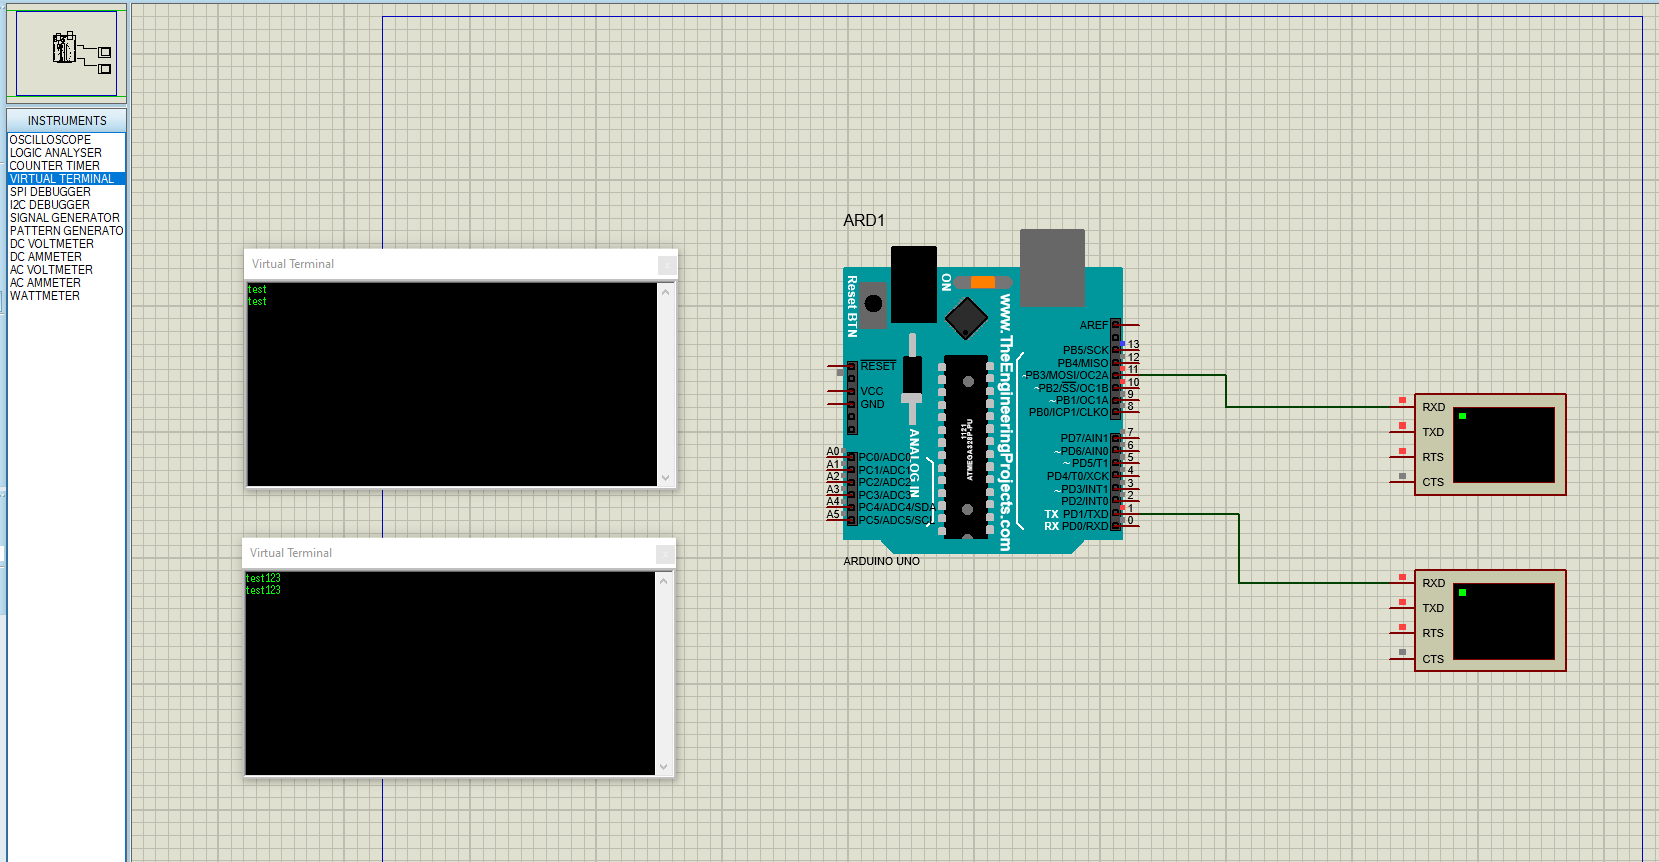 INSTRUMENTS
OSCILLOSCOPE
LOGIC ANALYSER
COUNTER TIMER
VIRTUAL TERMINAL
SPI DEBUGGER
I2C DEBUGGER
SIGNAL GENERATOR
PATTERN GENERATO
DC VOLTMETER
DC AMMETER
AC VOLTMETER
AC AMMETER
WATTMETER
Virtual Terminal
test
test
Virtual Terminal
test123
test123
ARD1
Reset BTN
ON
www.TheEngineeringProjects.com
RESET
VCC
GND
ANALOG IN
A0 PC0/ADC0
A1 PC1/ADC1
A2 PC2/ADC2
A3 PC3/ADC3
A4 PC4/ADC4/SDA
A5 PC5/ADC5/SCL
1121
ATMEGA328P-PU
AREF
PB5/SCK 13
PB4/MISO 12
~PB3/MOSI/OC2A 11
~PB2/SS/OC1B 10
~PB1/OC1A 9
PB0/ICP1/CLKO 8
PD7/AIN1 7
~PD6/AIN0 6
~PD5/T1 5
PD4/T0/XCK 4
~PD3/INT1 3
PD2/INT0 2
TX PD1/TXD 1
RX PD0/RXD 0
ARDUINO UNO
RXD
TXD
RTS
CTS
RXD
TXD
RTS
CTS